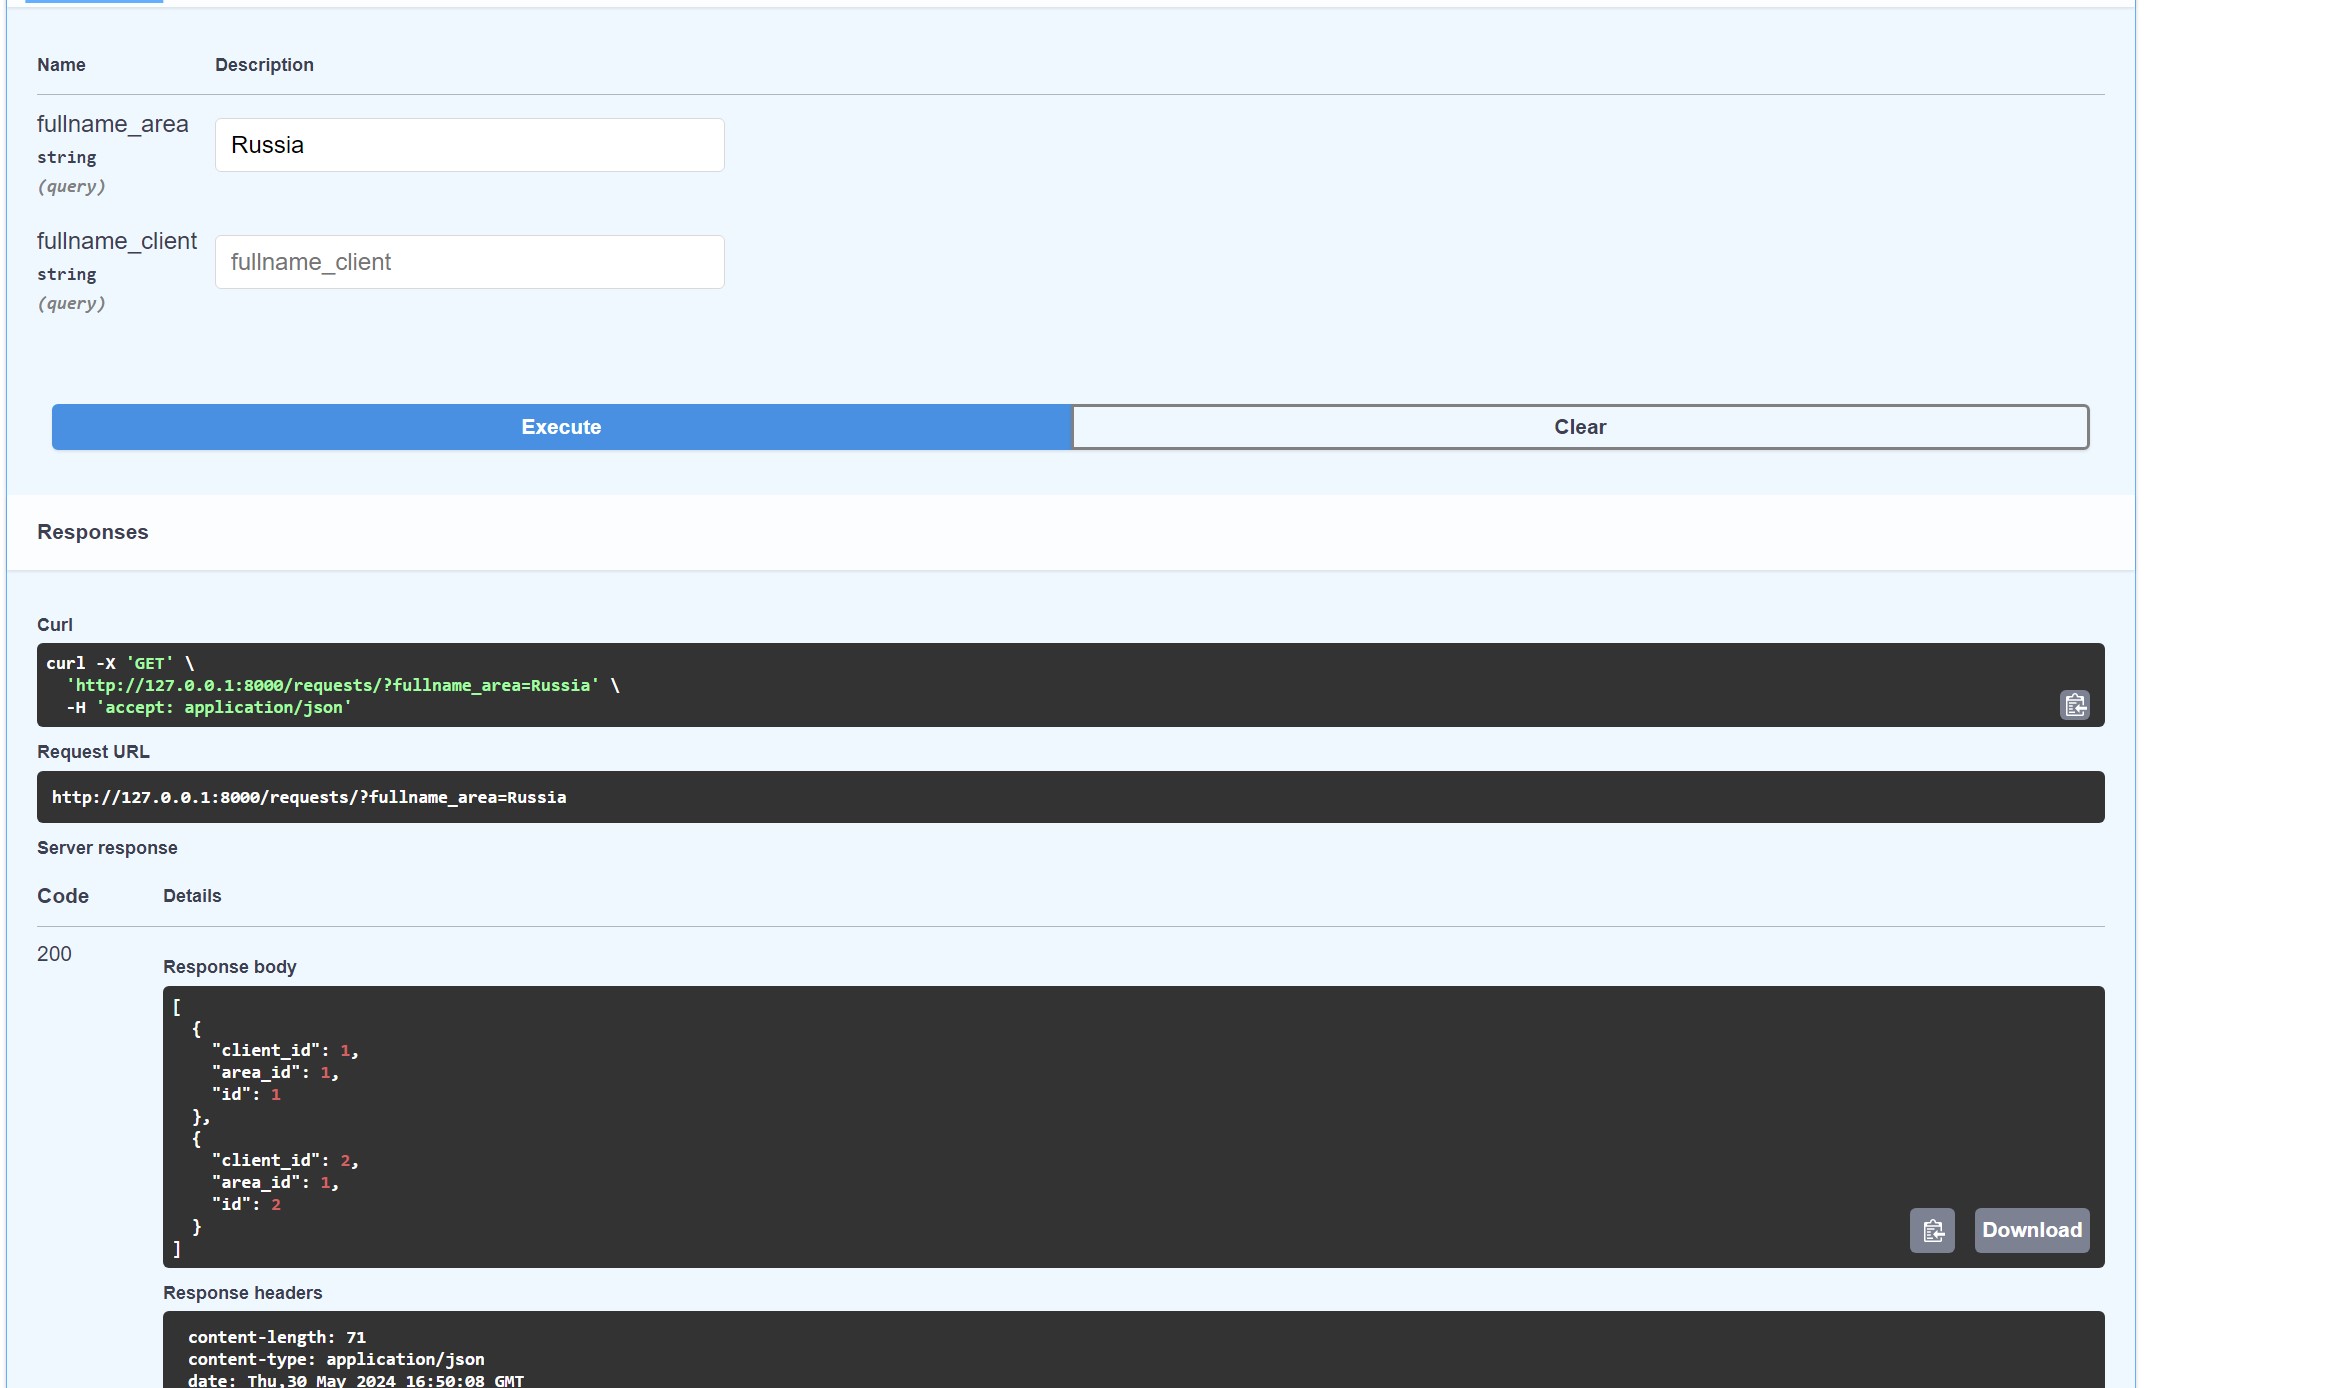 Name Description
fullname_area
string
(query)
Russia
fullname_client
string
(query)
fullname_client
Execute Clear
Responses
Curl
curl -X 'GET' \
  'http://127.0.0.1:8000/requests/?fullname_area=Russia' \
  -H 'accept: application/json'
Request URL
http://127.0.0.1:8000/requests/?fullname_area=Russia
Server response
Code Details
200
Response body
[
  {
    "client_id": 1,
    "area_id": 1,
    "id": 1
  },
  {
    "client_id": 2,
    "area_id": 1,
    "id": 2
  }
]
Download
Response headers
content-length: 71
content-type: application/json
date: Thu,30 May 2024 16:50:08 GMT